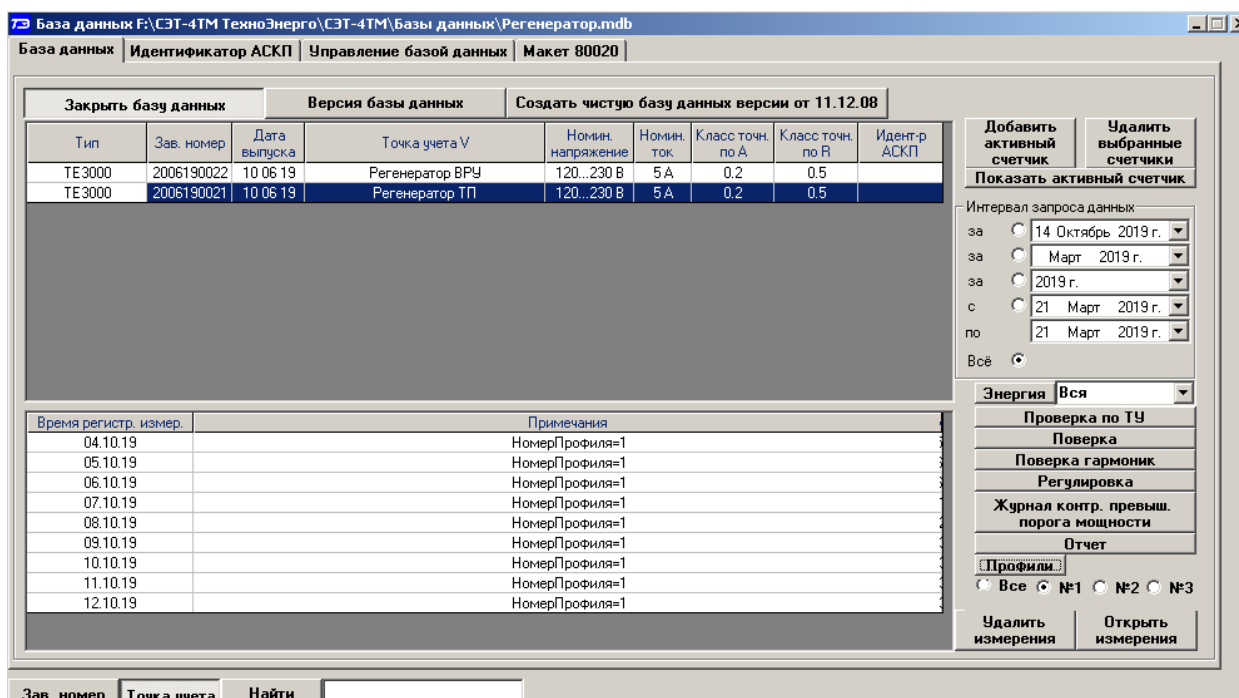 ТЭ База данных F:\СЭТ-4ТМ ТехноЭнерго\СЭТ-4ТМ\Базы данных\Регенератор.mdb
База данных Идентификатор АСКП Управление базой данных Макет 80020
Закрыть базу данных Версия базы данных Создать чистую базу данных версии от 11.12.08
Тип Зав. номер Дата выпуска Точка учета V Номин. напряжение Номин. ток Класс точн. по А Класс точн. по R Идент-р АСКП
TE3000 2006190022 10 06 19 Регенератор ВРУ 120...230 В 5 А 0.2 0.5
TE3000 2006190021 10 06 19 Регенератор ТП 120...230 В 5 А 0.2 0.5
Добавить активный счетчик Удалить выбранные счетчики
Показать активный счетчик
Интервал запроса данных
за 14 Октябрь 2019 г.
за Март 2019 г.
за 2019 г.
с 21 Март 2019 г.
по 21 Март 2019 г.
Всё
Энергия Вся
Проверка по ТУ
Поверка
Поверка гармоник
Регулировка
Журнал контр. превыш. порога мощности
Отчет
Профили
Все №1 №2 №3
Удалить измерения Открыть измерения
Время регистр. измер. Примечания
04.10.19 НомерПрофиля=1
05.10.19 НомерПрофиля=1
06.10.19 НомерПрофиля=1
07.10.19 НомерПрофиля=1
08.10.19 НомерПрофиля=1
09.10.19 НомерПрофиля=1
10.10.19 НомерПрофиля=1
11.10.19 НомерПрофиля=1
12.10.19 НомерПрофиля=1
Зав. номер Точка учета Найти